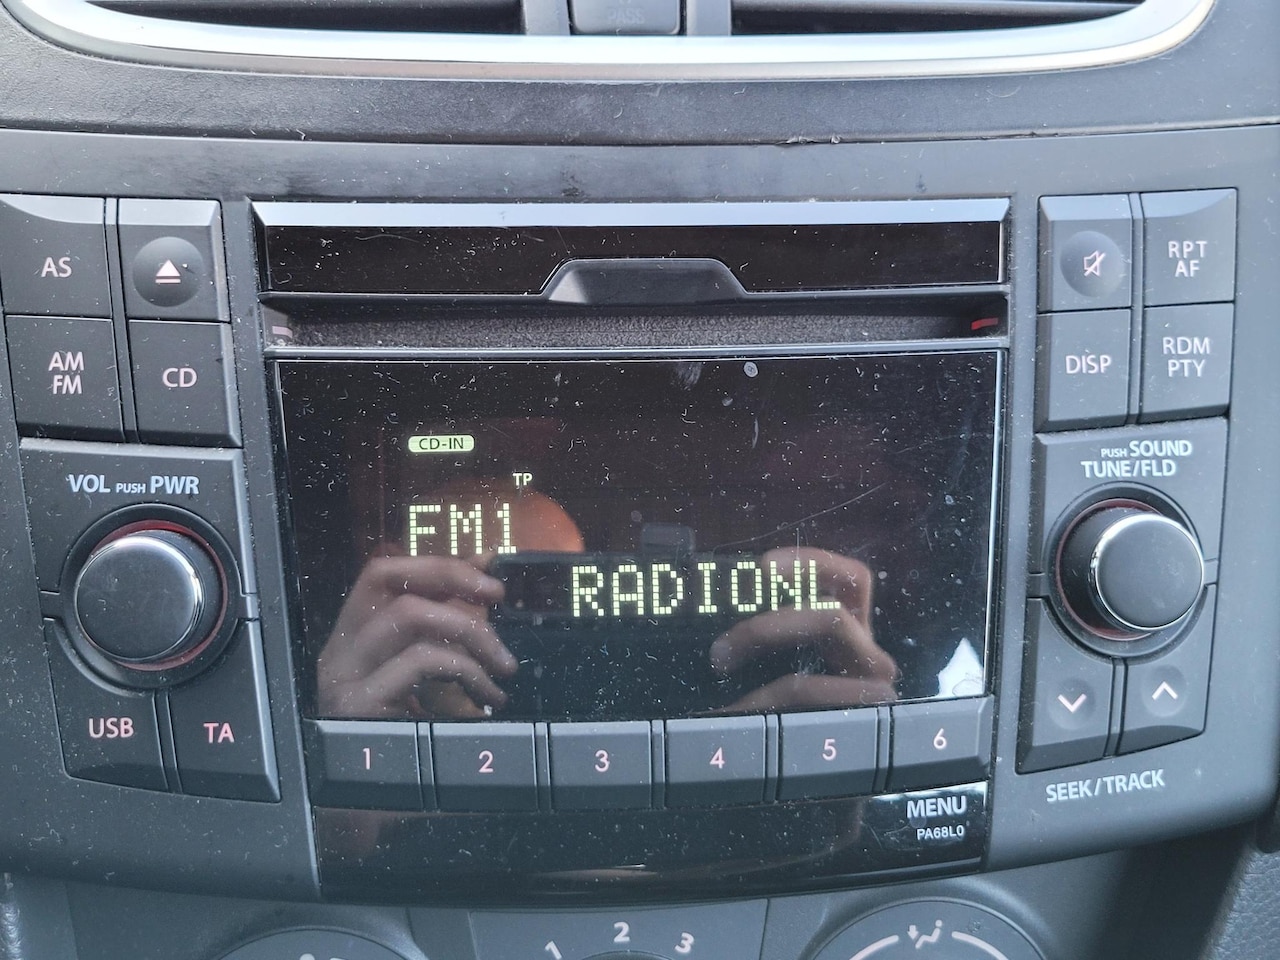 PASS
AS
RPT
AF
AM
FM
CD
DISP
RDM
PTY
CD-IN
TP
FM1
RADIONL
VOL PUSH PWR
PUSH SOUND
TUNE/FLD
USB
TA
1
2
3
4
5
6
SEEK/TRACK
MENU
PA68L0
1
2
3